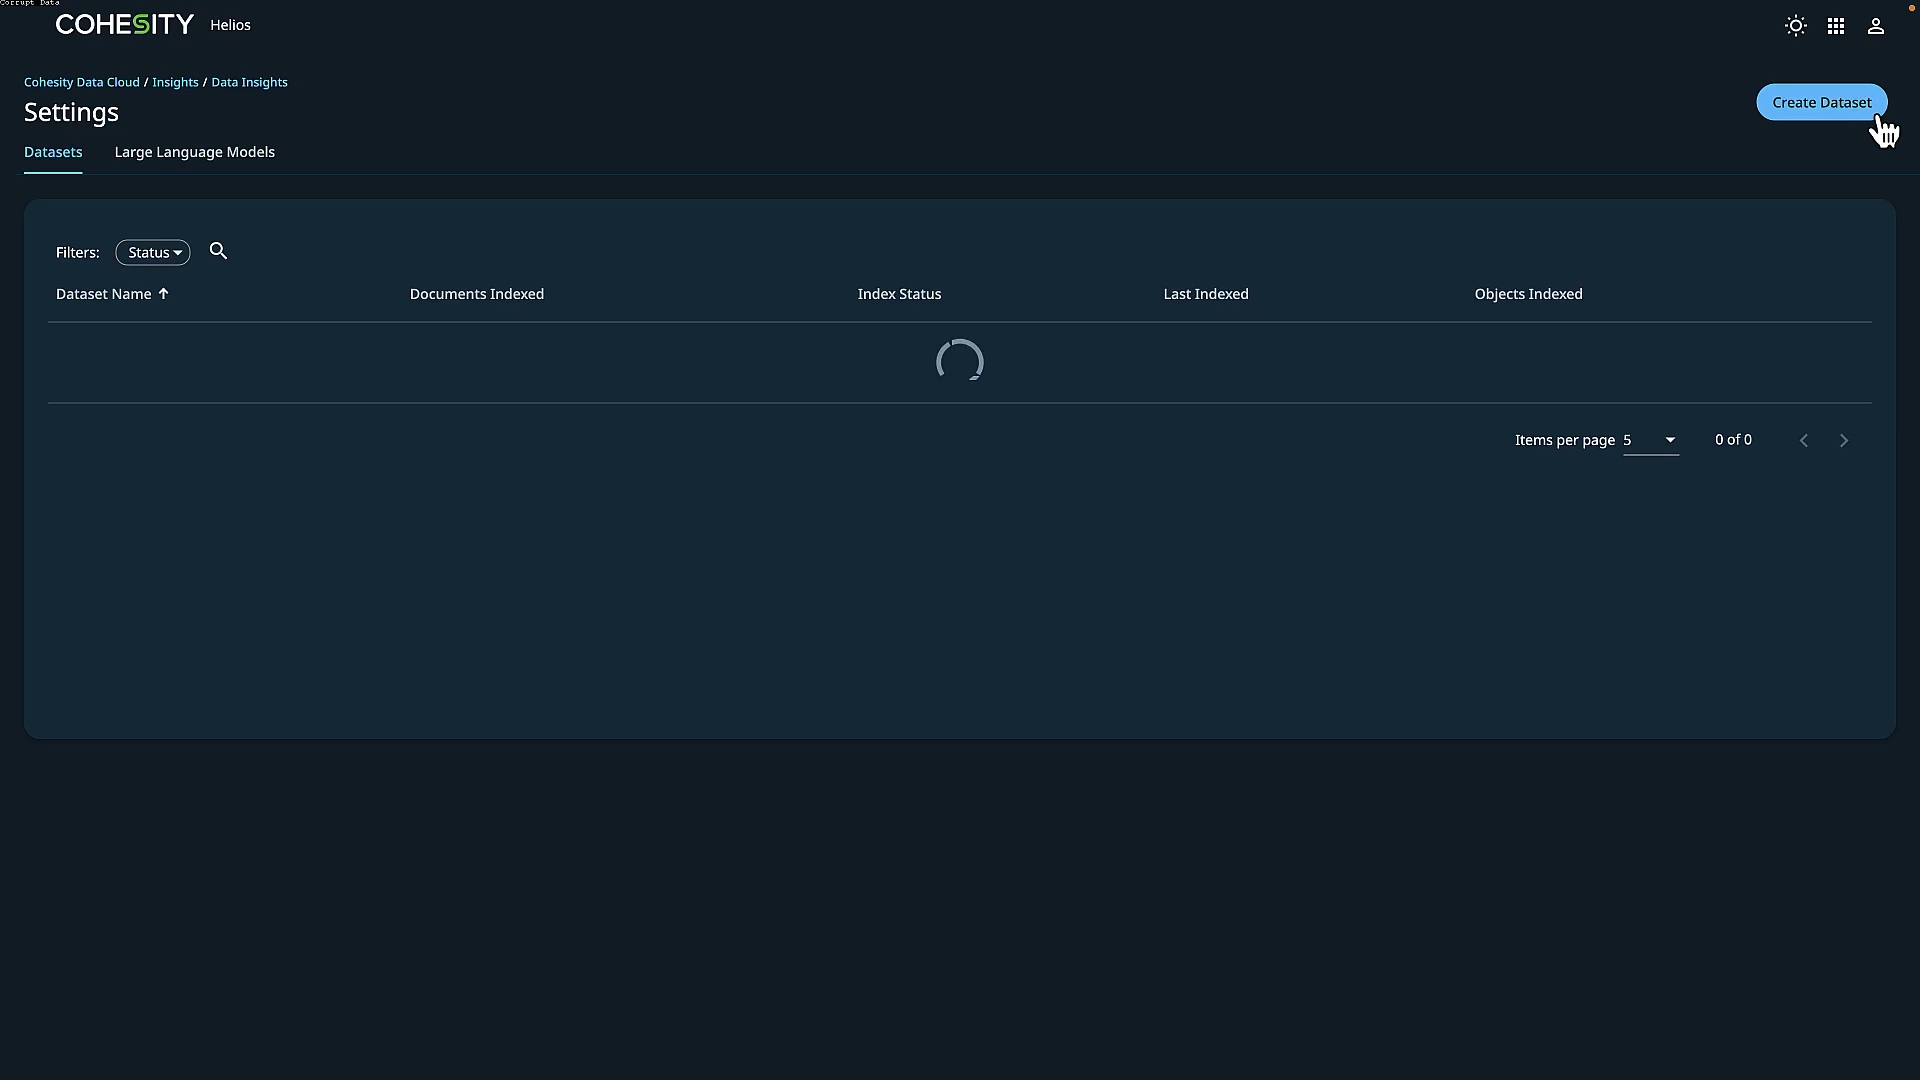 Corrupt Data
COHESITY Helios
Cohesity Data Cloud / Insights / Data Insights
Settings
Create Dataset
Datasets Large Language Models
Filters: Status
Dataset Name Documents Indexed Index Status Last Indexed Objects Indexed
Items per page 5 0 of 0